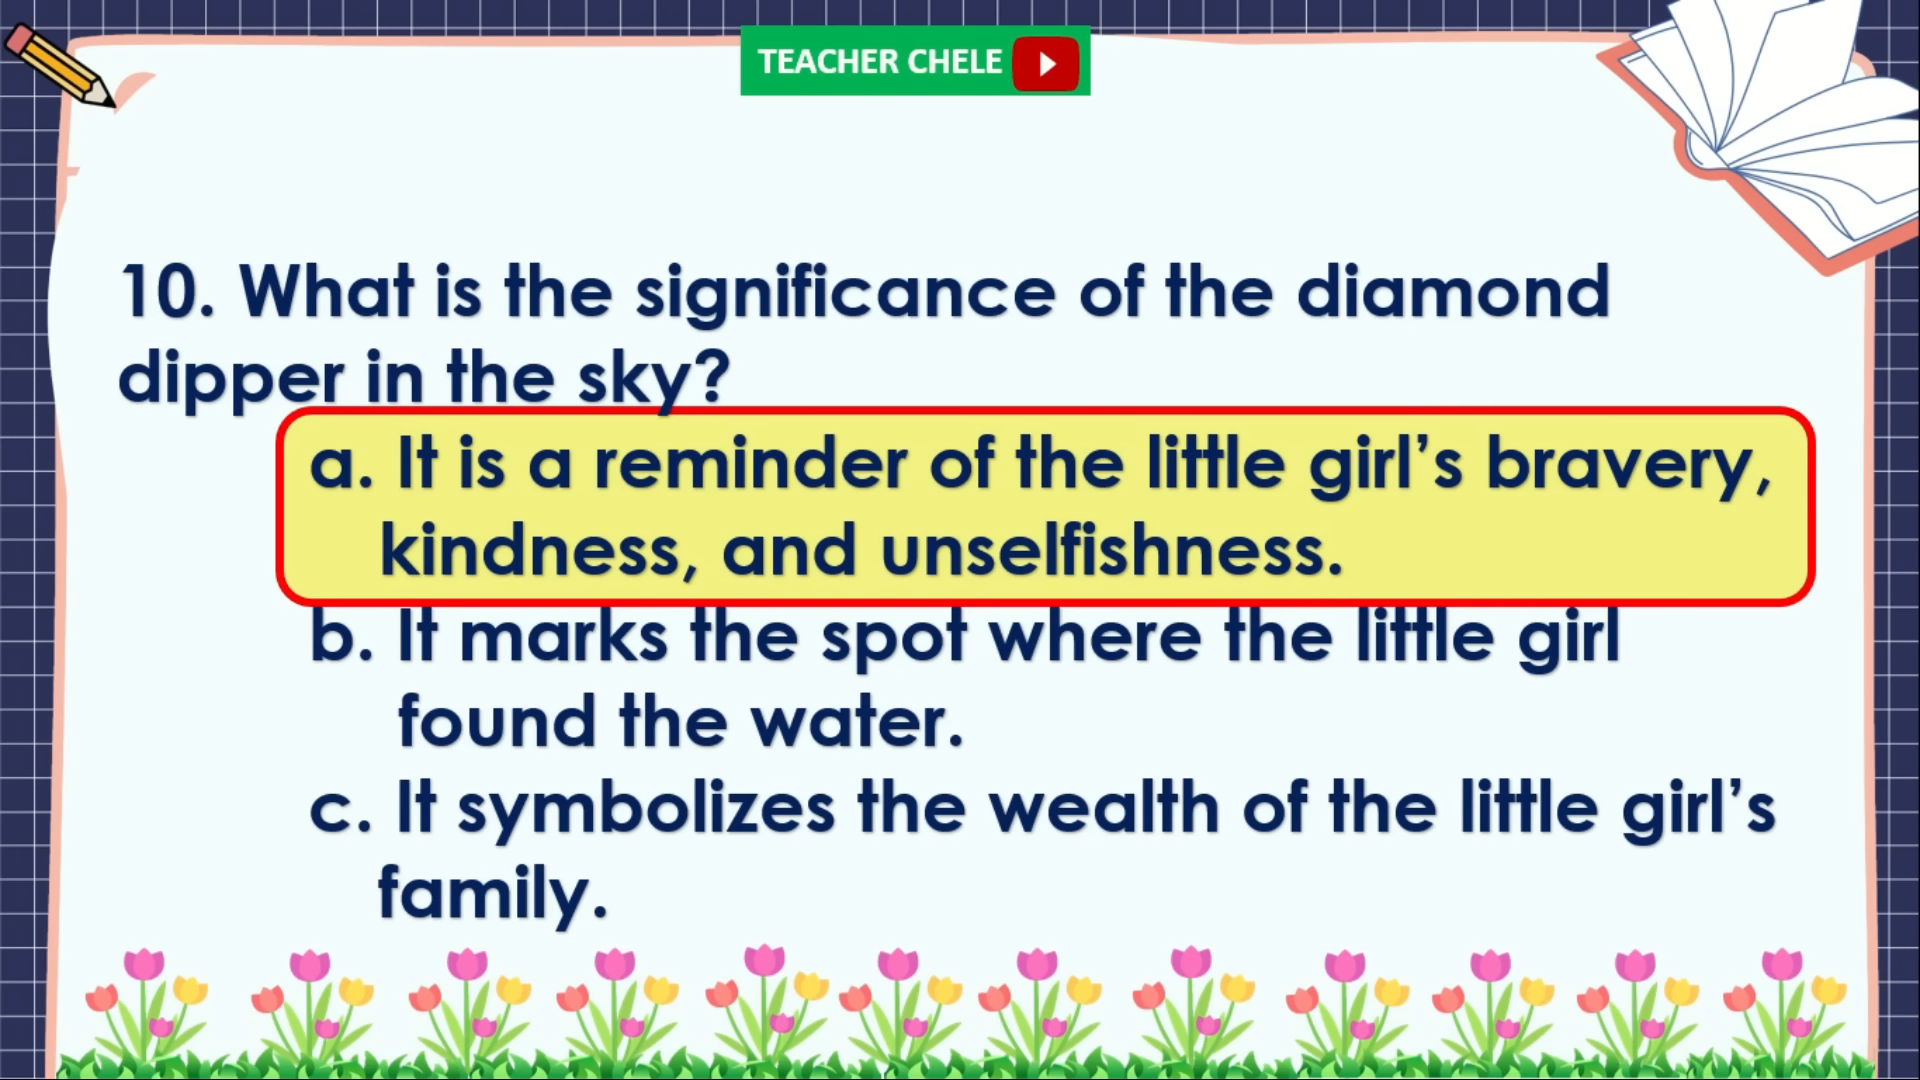 TEACHER CHELE
10. What is the significance of the diamond
dipper in the sky?
a. It is a reminder of the little girl’s bravery,
kindness, and unselfishness.
b. It marks the spot where the little girl
found the water.
c. It symbolizes the wealth of the little girl’s
family.